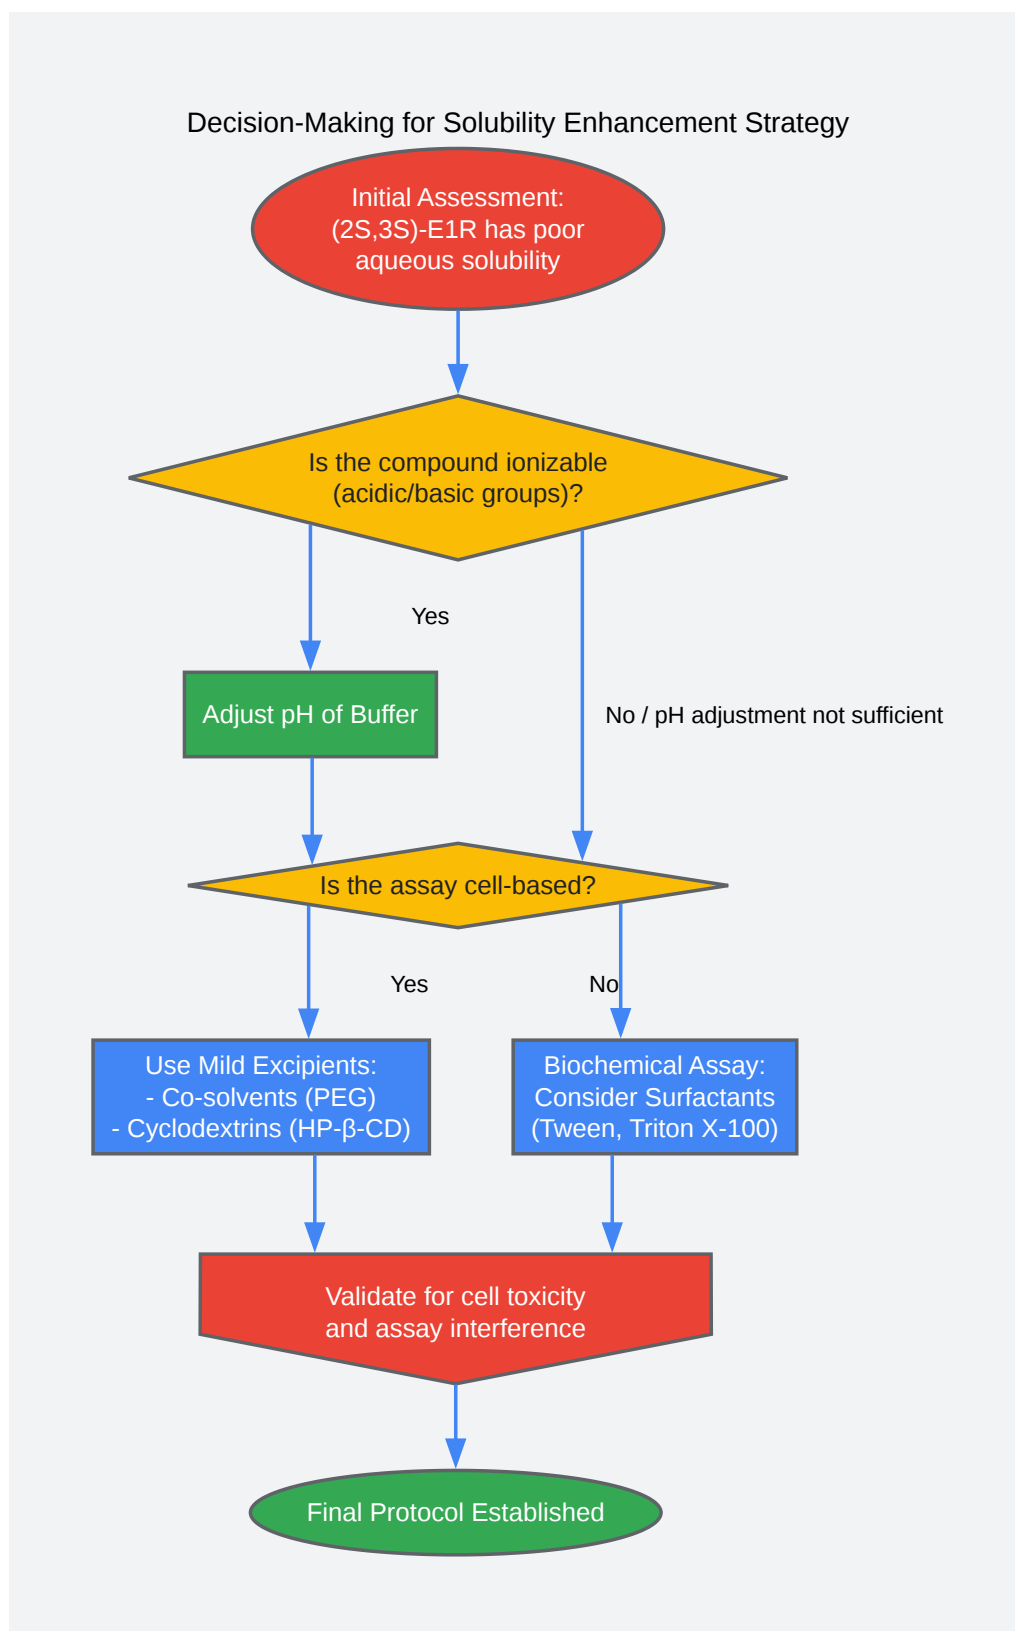 Decision-Making for Solubility Enhancement Strategy
Initial Assessment:
(2S,3S)-E1R has poor
aqueous solubility
Is the compound ionizable
(acidic/basic groups)?
Yes
Adjust pH of Buffer
No / pH adjustment not sufficient
Is the assay cell-based?
Yes
No
Use Mild Excipients:
- Co-solvents (PEG)
- Cyclodextrins (HP-β-CD)
Biochemical Assay:
Consider Surfactants
(Tween, Triton X-100)
Validate for cell toxicity
and assay interference
Final Protocol Established